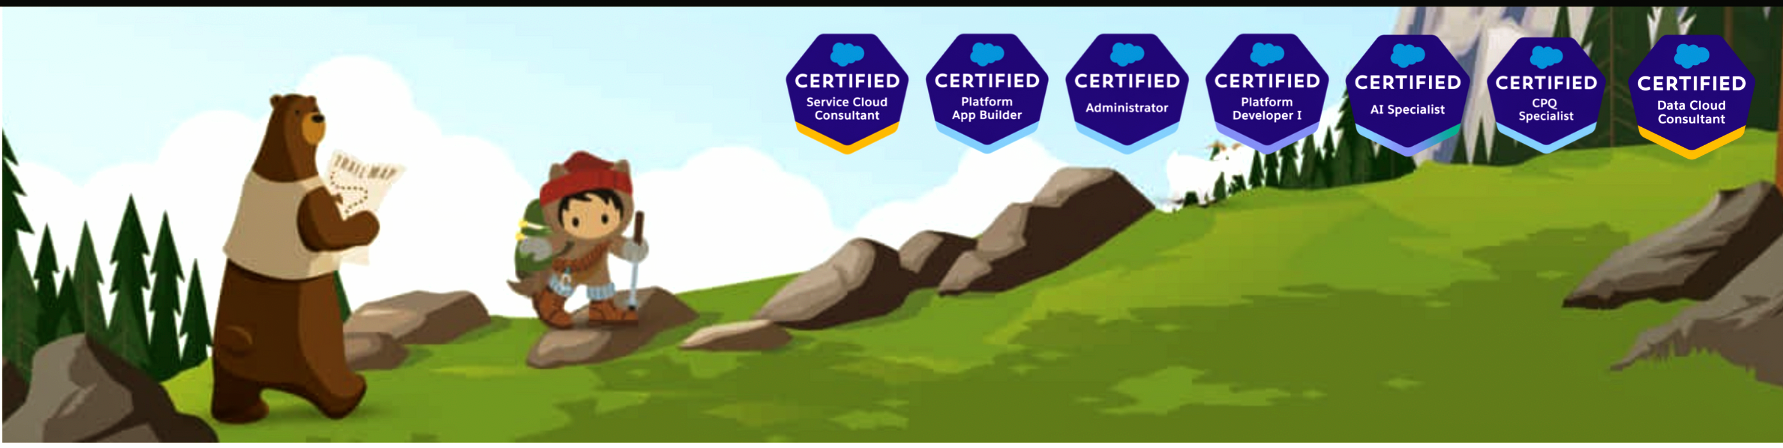 TRAIL MAP
CERTIFIED
Service Cloud
Consultant
CERTIFIED
Platform
App Builder
CERTIFIED
Administrator
CERTIFIED
Platform
Developer I
CERTIFIED
AI Specialist
CERTIFIED
CPQ
Specialist
CERTIFIED
Data Cloud
Consultant